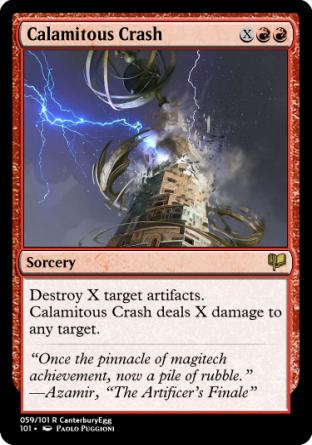 Calamitous Crash XRR
Sorcery
Destroy X target artifacts.
Calamitous Crash deals X damage to
any target.
“Once the pinnacle of magitech
achievement, now a pile of rubble.”
—Azamir, “The Artificer’s Finale”
059/101 R CanterburyEgg
101 • Paolo Puggioni